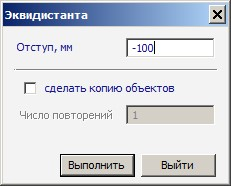 Эквидистанта
Отступ, мм -100
сделать копию объектов
Число повторений 1
Выполнить Выйти